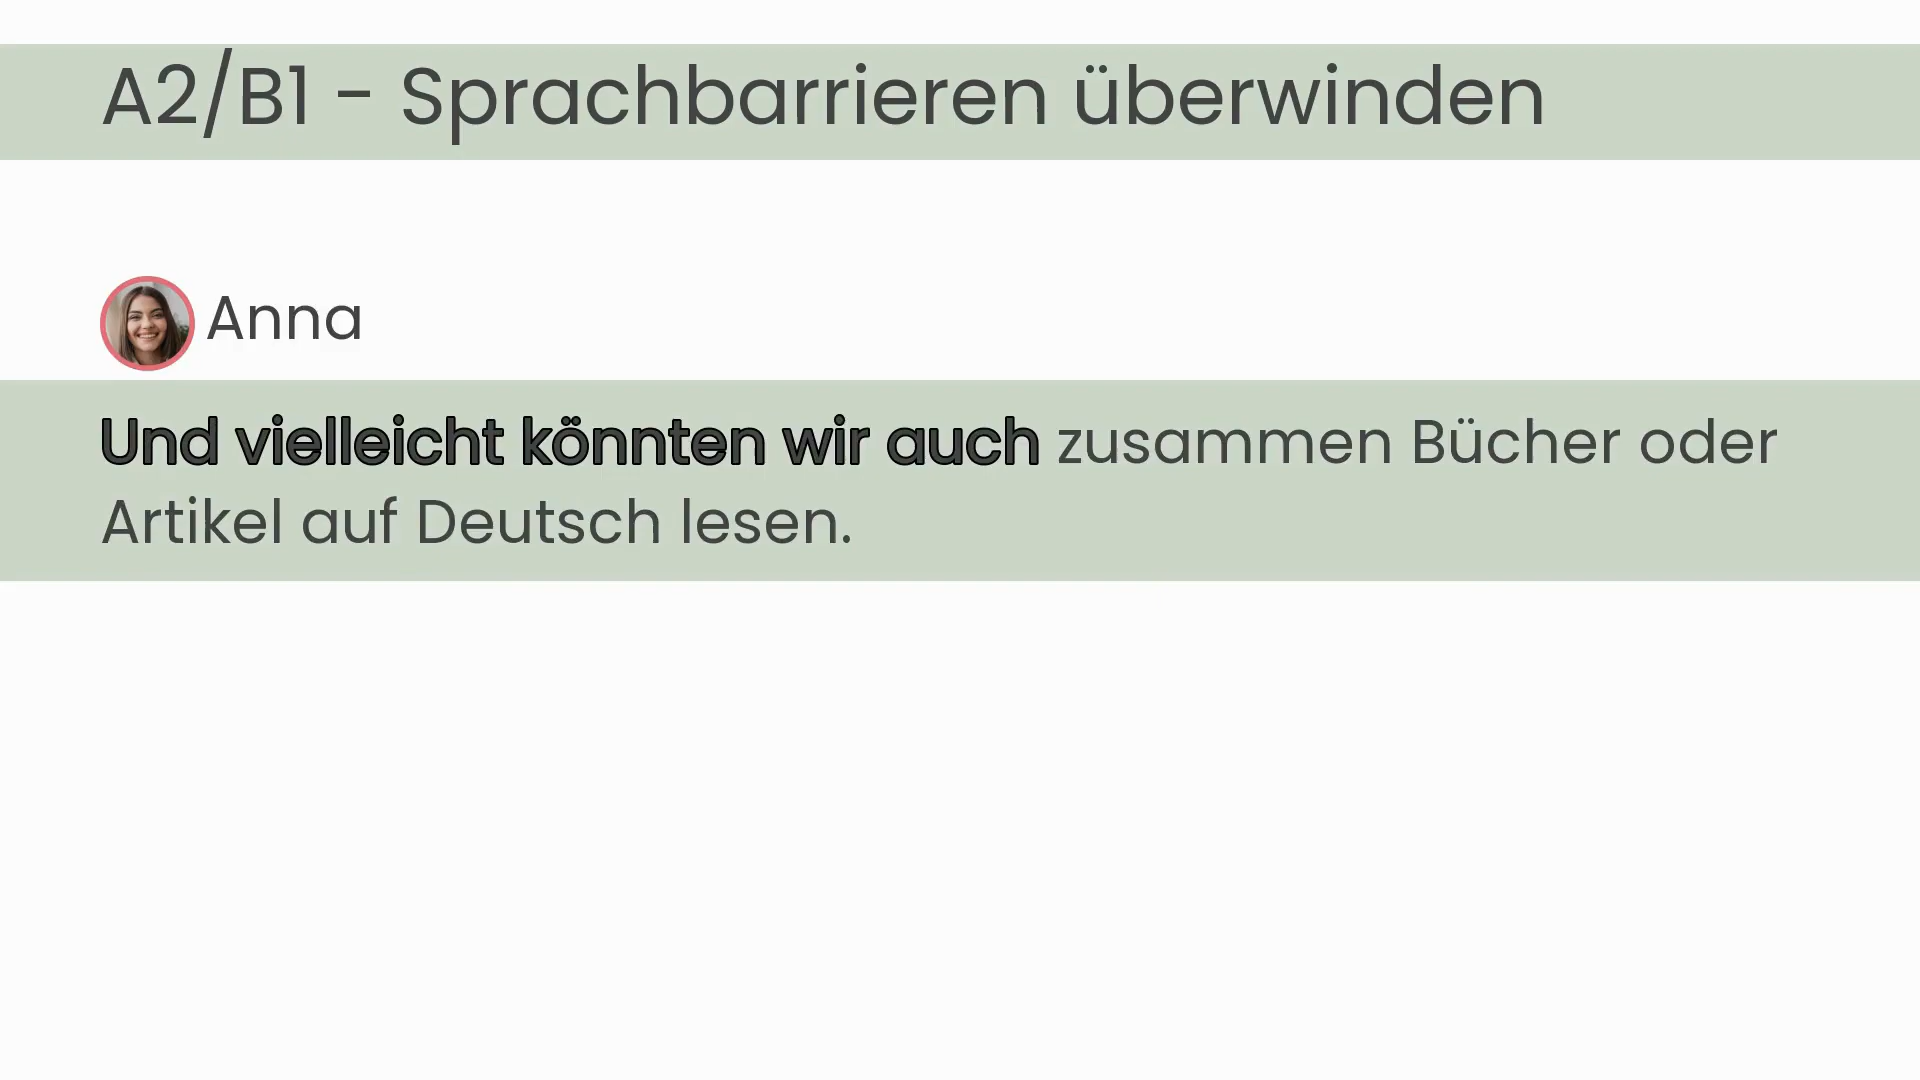 A2/B1 - Sprachbarrieren überwinden
Anna
Und vielleicht könnten wir auch zusammen Bücher oder
Artikel auf Deutsch lesen.